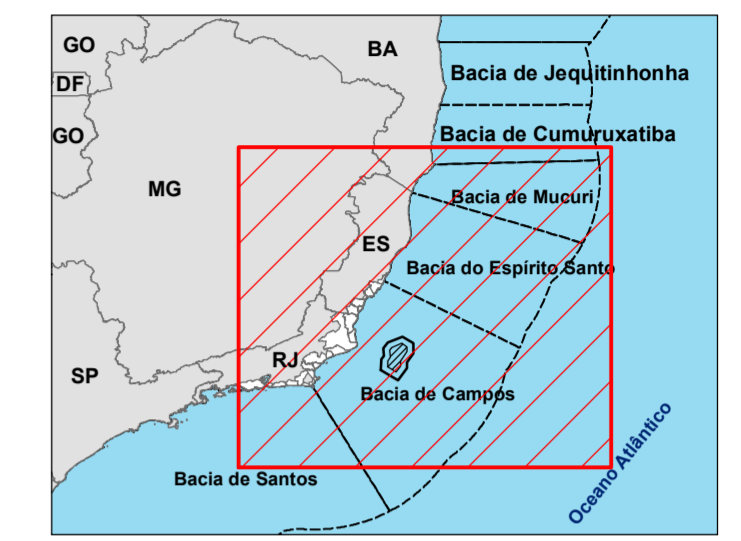 GO
BA
DF
Bacia de Jequitinhonha
GO
Bacia de Cumuruxatiba
MG
Bacia de Mucuri
ES
Bacia do Espírito Santo
RJ
SP
Bacia de Campos
Bacia de Santos
Oceano Atlântico